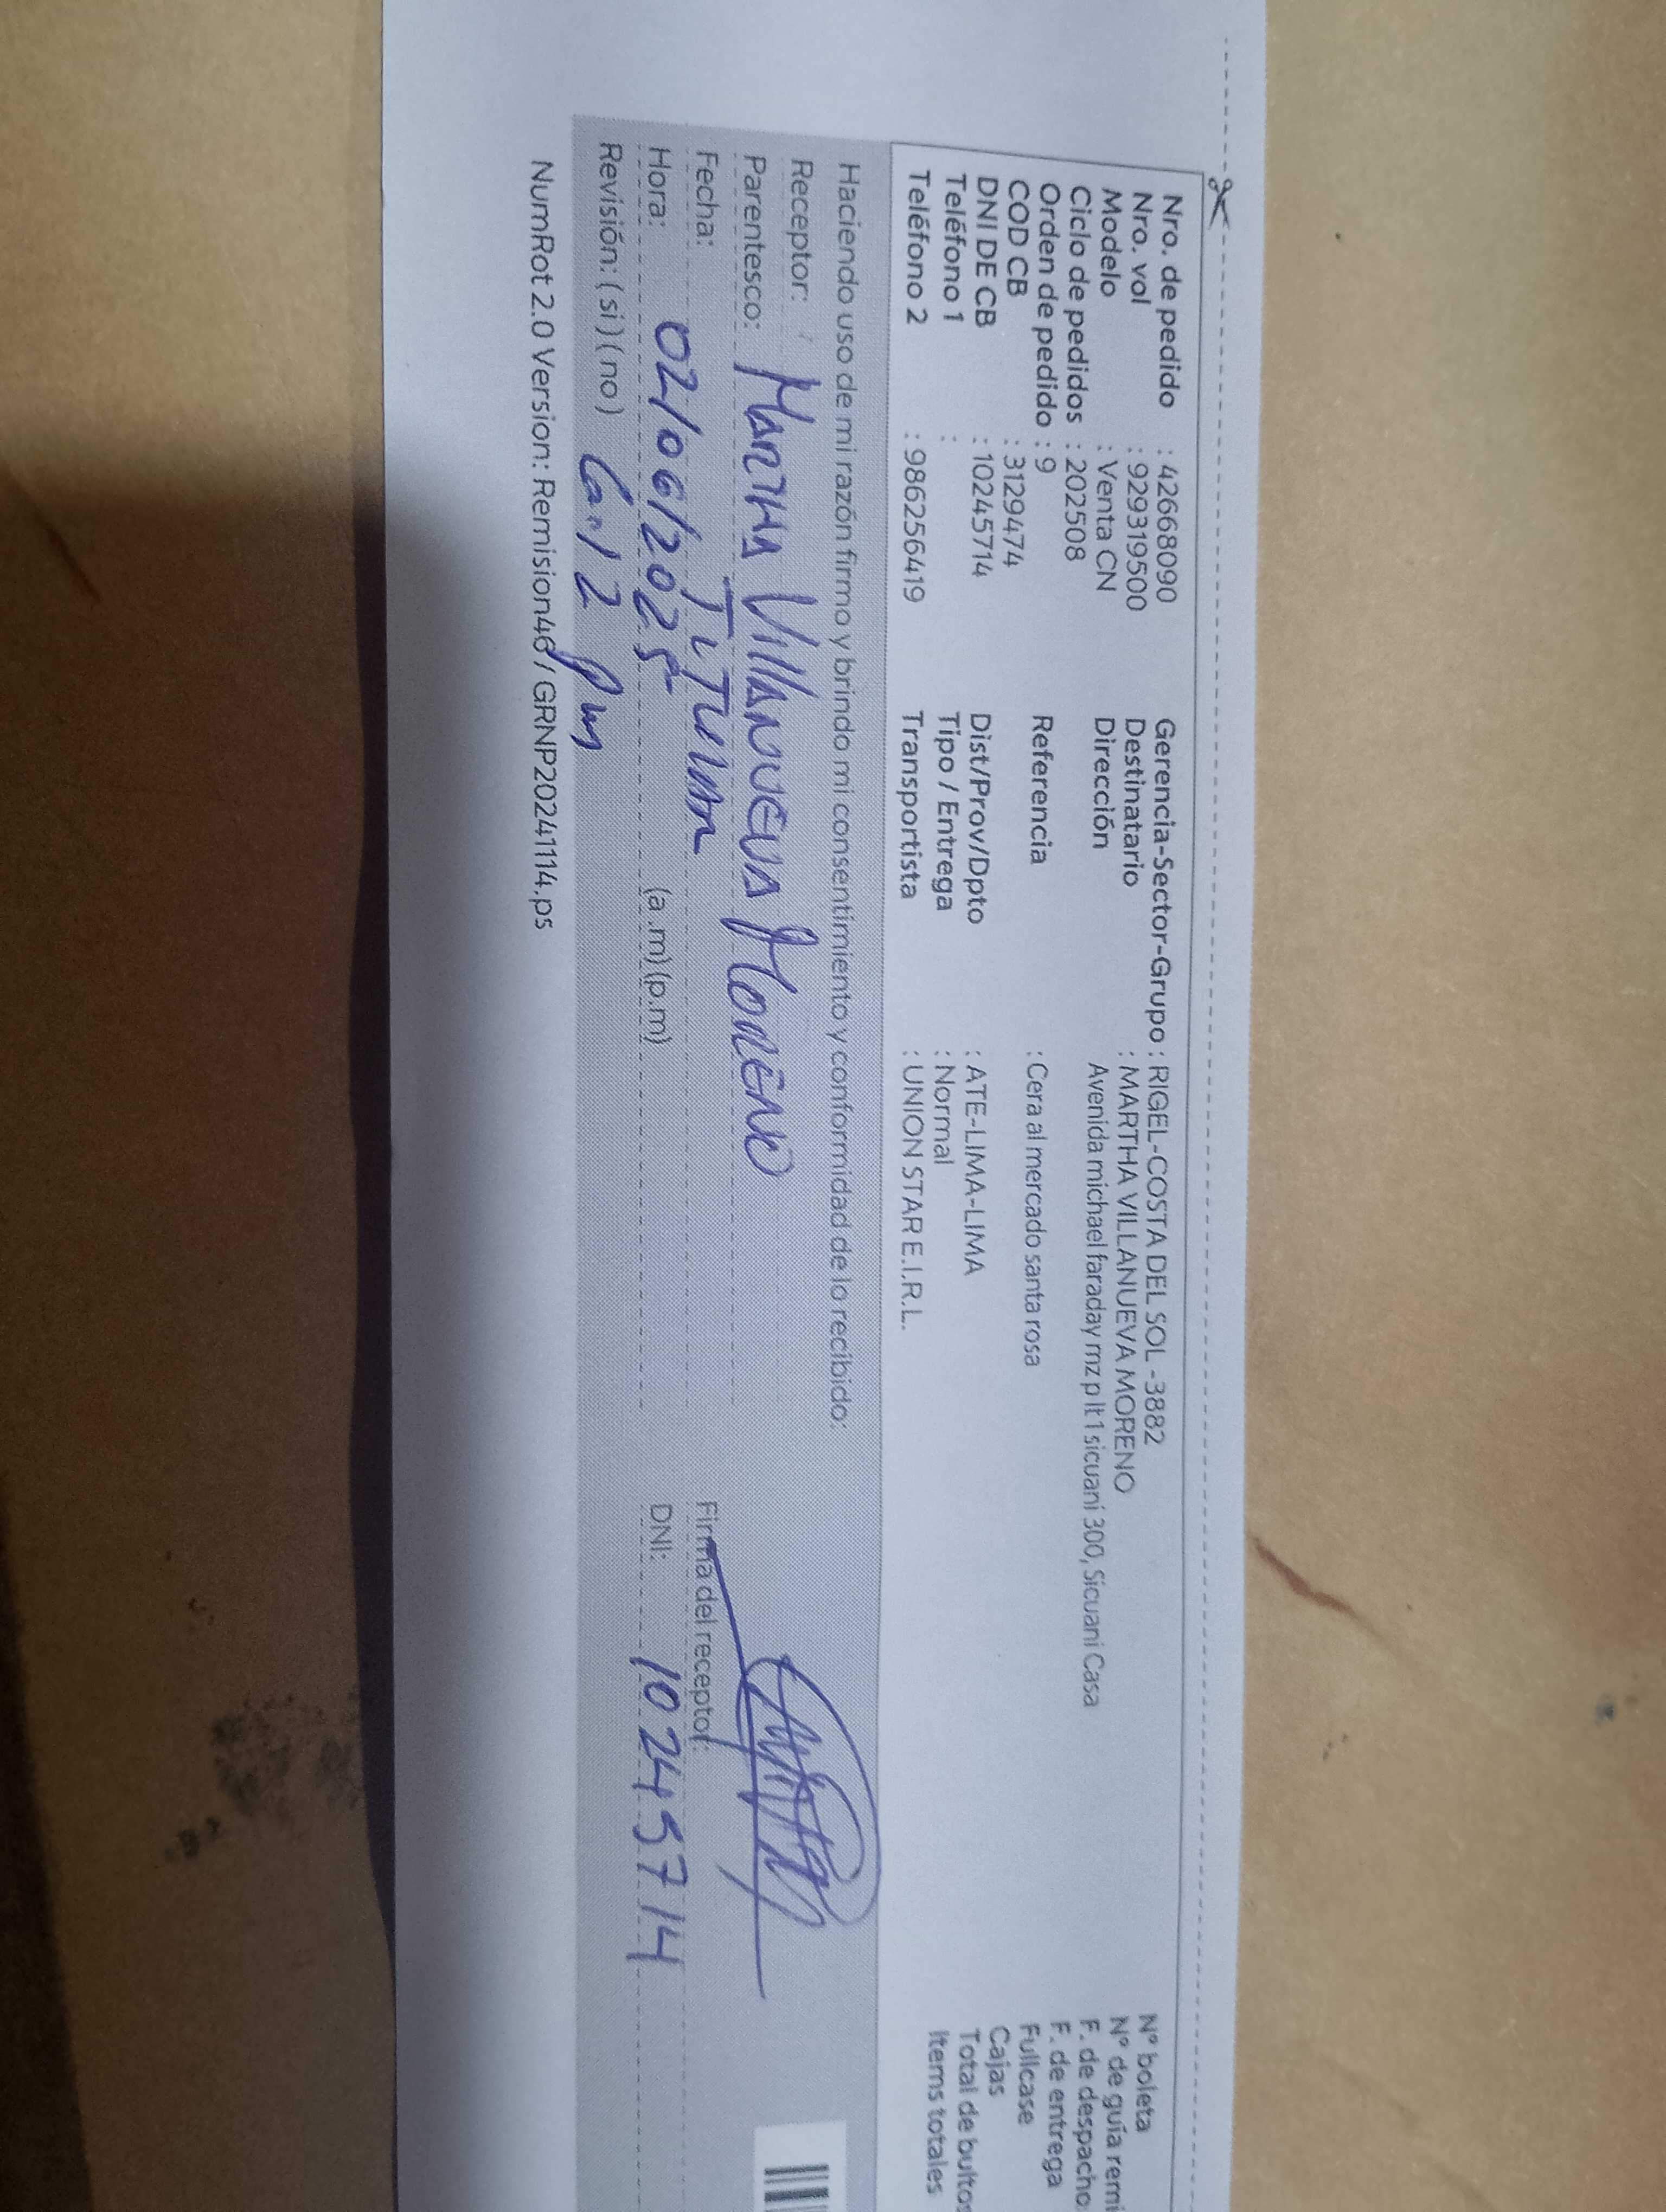 Nro. de pedido : 426668090
Nro. vol : 929319500
Modelo : Venta CN
Ciclo de pedidos : 202508
Orden de pedido : 9
COD CB : 3129474
DNI DE CB : 10245714
Teléfono 1 :
Teléfono 2 : 986256419
Gerencia-Sector-Grupo : RIGEL-COSTA DEL SOL -3882
Destinatario : MARTHA VILLANUEVA MORENO
Dirección Avenida michael faraday mz p lt 1 sicuani 300, Sicuani Casa
Referencia : Cera al mercado santa rosa
Dist/Prov/Dpto : ATE-LIMA-LIMA
Tipo / Entrega : Normal
Transportista : UNION STAR E.I.R.L.
N° boleta
N° de guía remi
F. de despacho
F. de entrega
Fullcase
Cajas
Total de bultos
Items totales
Haciendo uso de mi razón firmo y brindo mi consentimiento y conformidad de lo recibido:
Receptor: MARTHA VILLANUEVA MORENO
Parentesco: TITULAR
Fecha: 02/06/2025
Hora: (a.m)(p.m)
Revisión: ( si ) ( no ) pm
Firma del receptor:
DNI: 10245714
NumRot 2.0 Version: Remision46 / GRNP20241114.ps